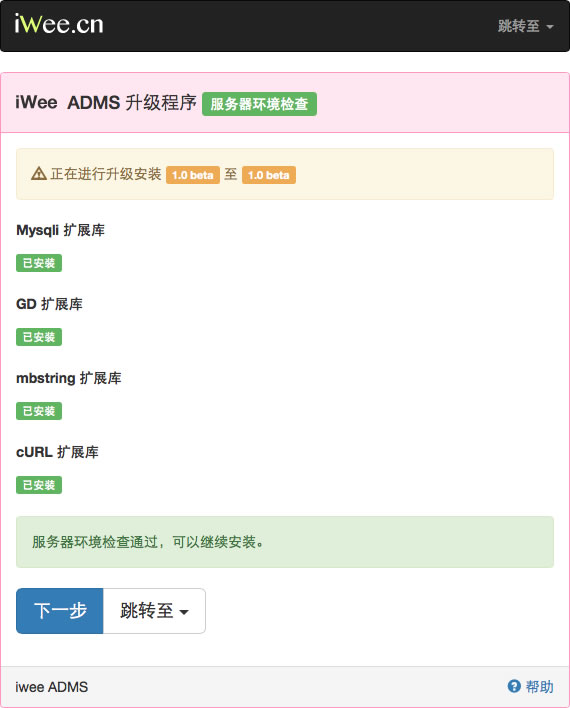 iWee.cn 跳转至
iWee ADMS 升级程序 服务器环境检查
正在进行升级安装 1.0 beta 至 1.0 beta
Mysqli 扩展库
已安装
GD 扩展库
已安装
mbstring 扩展库
已安装
cURL 扩展库
已安装
服务器环境检查通过，可以继续安装。
下一步 跳转至
iwee ADMS 帮助